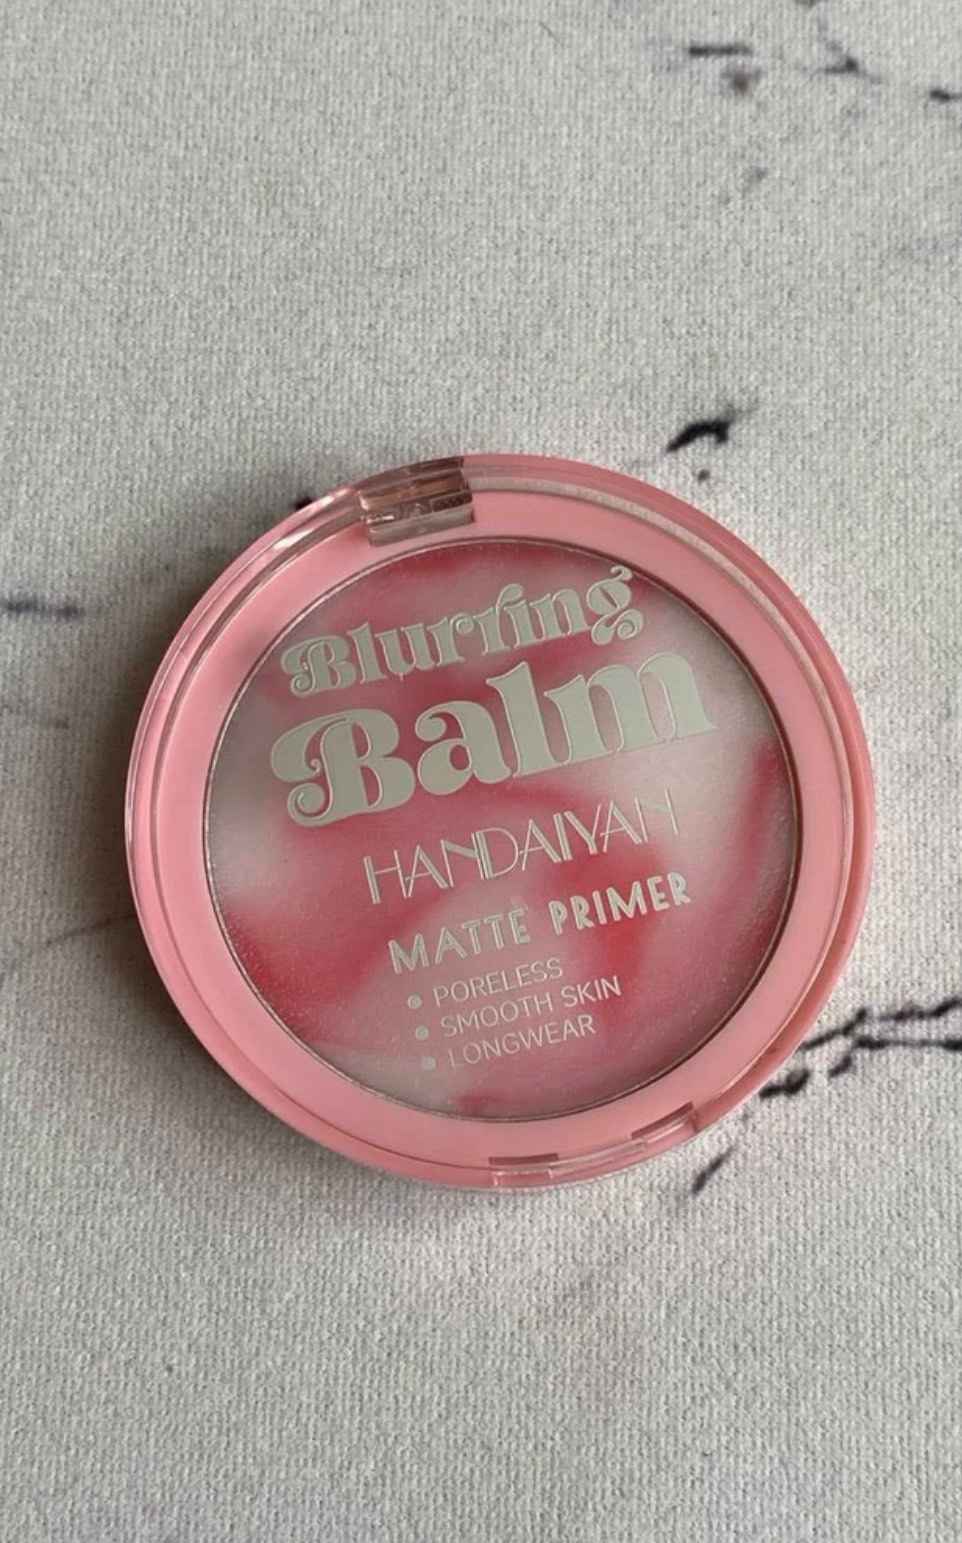 Blurring
Balm
HANDAIYAN
MATTE PRIMER
• PORELESS
• SMOOTH SKIN
• LONGWEAR